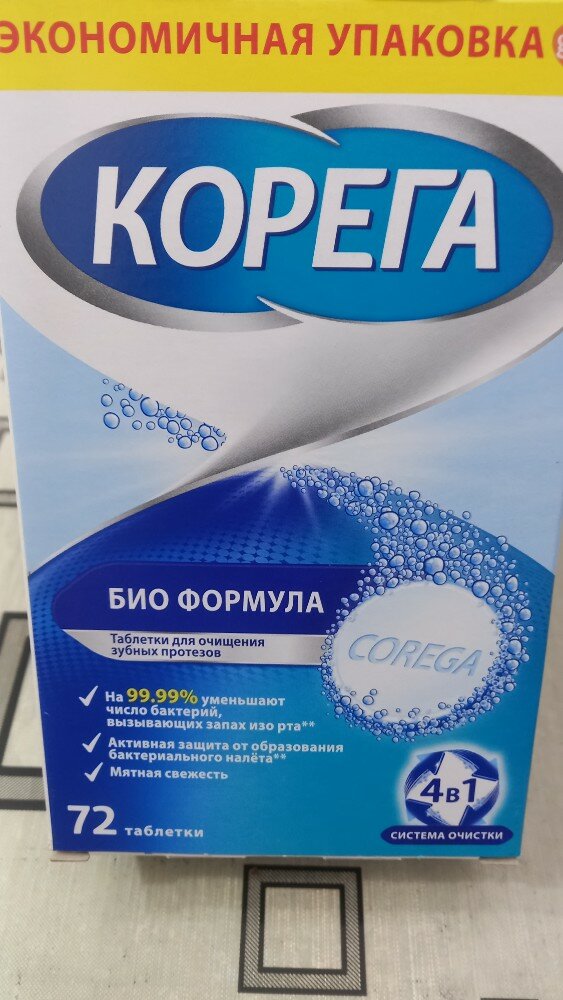 ЭКОНОМИЧНАЯ УПАКОВКА
КОРЕГА
БИО ФОРМУЛА
Таблетки для очищения
зубных протезов
COREGA
На 99.99% уменьшают
число бактерий,
вызывающих запах изо рта**
Активная защита от образования
бактериального налёта**
Мятная свежесть
4в1
СИСТЕМА ОЧИСТКИ
72 таблетки